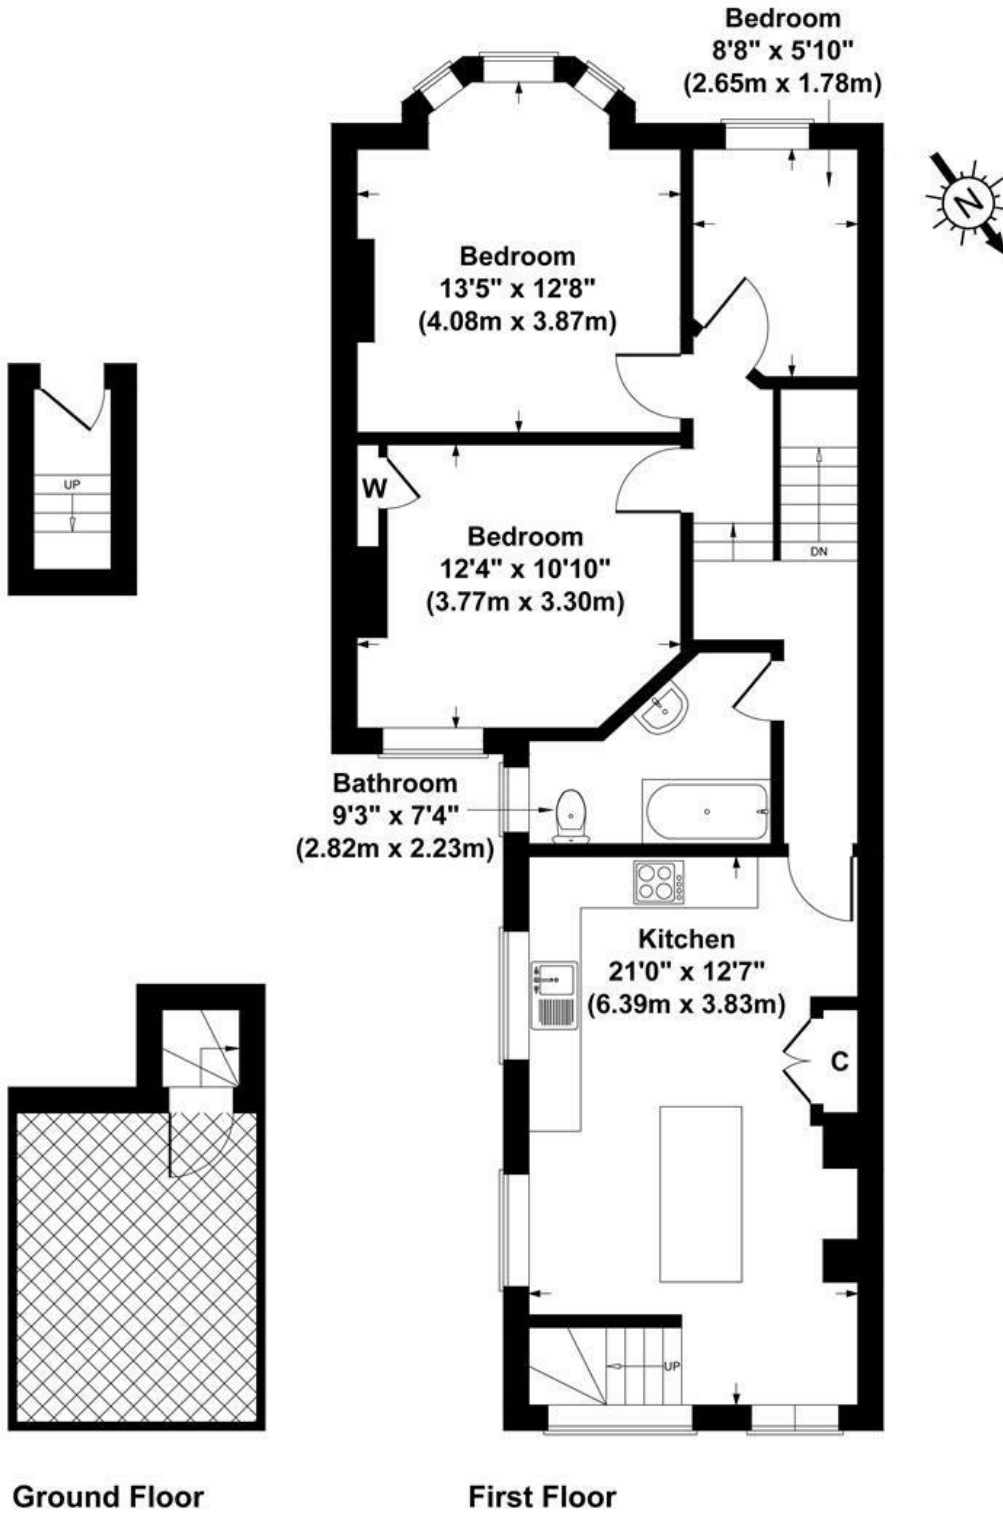 Bedroom
8'8" x 5'10"
(2.65m x 1.78m)
N
Bedroom
13'5" x 12'8"
(4.08m x 3.87m)
UP
W
Bedroom
12'4" x 10'10"
(3.77m x 3.30m)
DN
Bathroom
9'3" x 7'4"
(2.82m x 2.23m)
Kitchen
21'0" x 12'7"
(6.39m x 3.83m)
C
UP
Ground Floor
First Floor